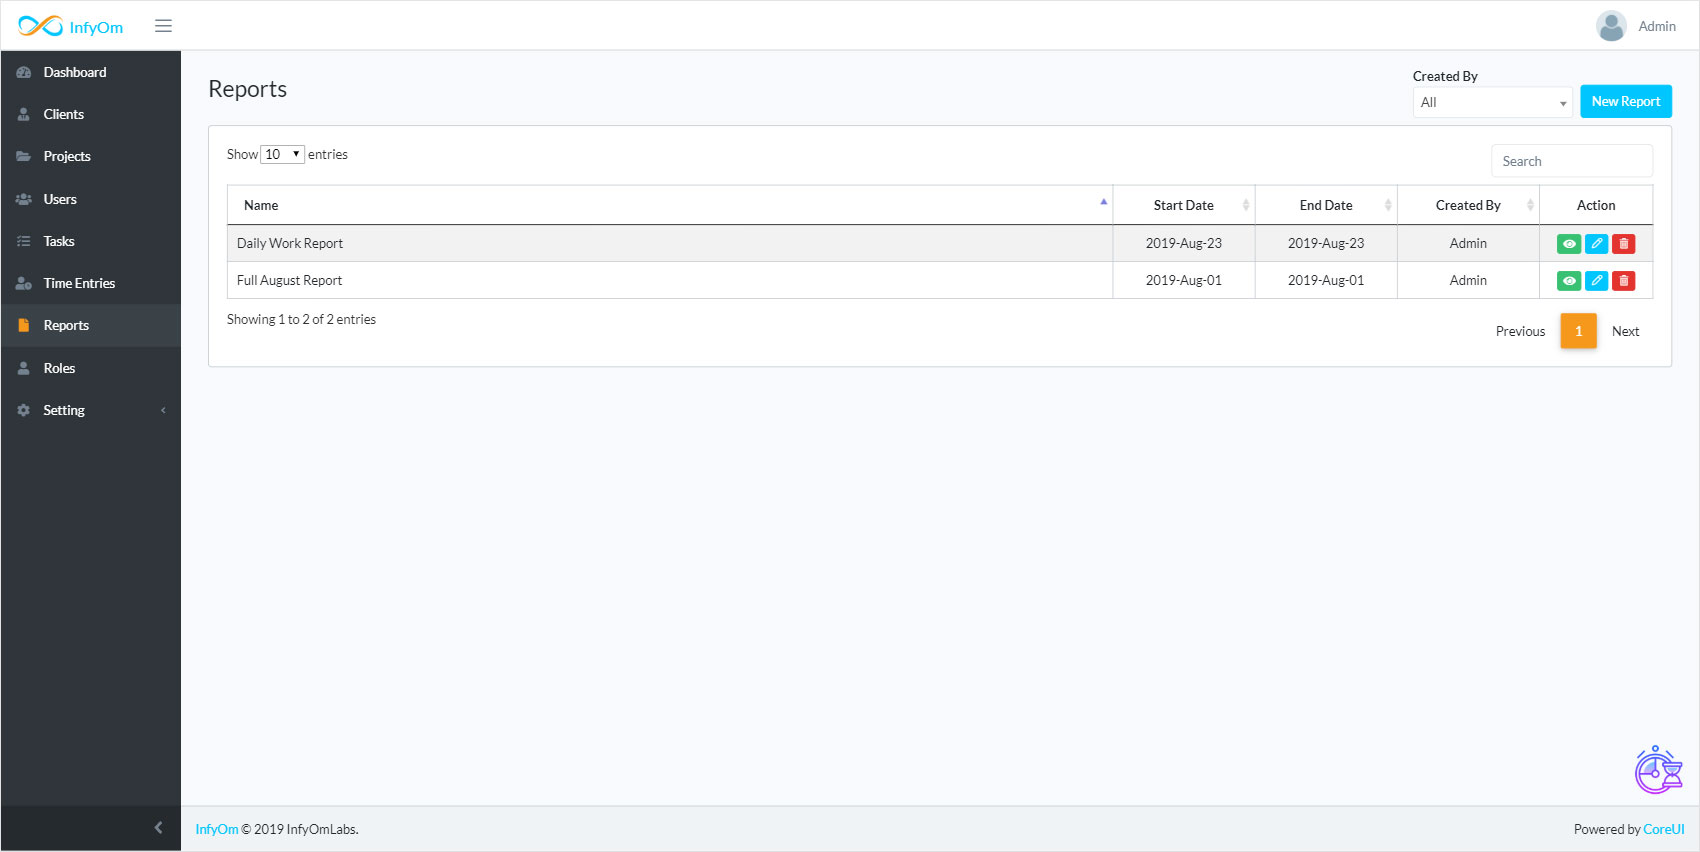 InfyOm
Admin
Dashboard
Clients
Projects
Users
Tasks
Time Entries
Reports
Roles
Setting
Reports
Created By
All
New Report
Show 10 entries
Search
Name Start Date End Date Created By Action
Daily Work Report 2019-Aug-23 2019-Aug-23 Admin
Full August Report 2019-Aug-01 2019-Aug-01 Admin
Showing 1 to 2 of 2 entries
Previous 1 Next
InfyOm © 2019 InfyOmLabs.
Powered by CoreUI